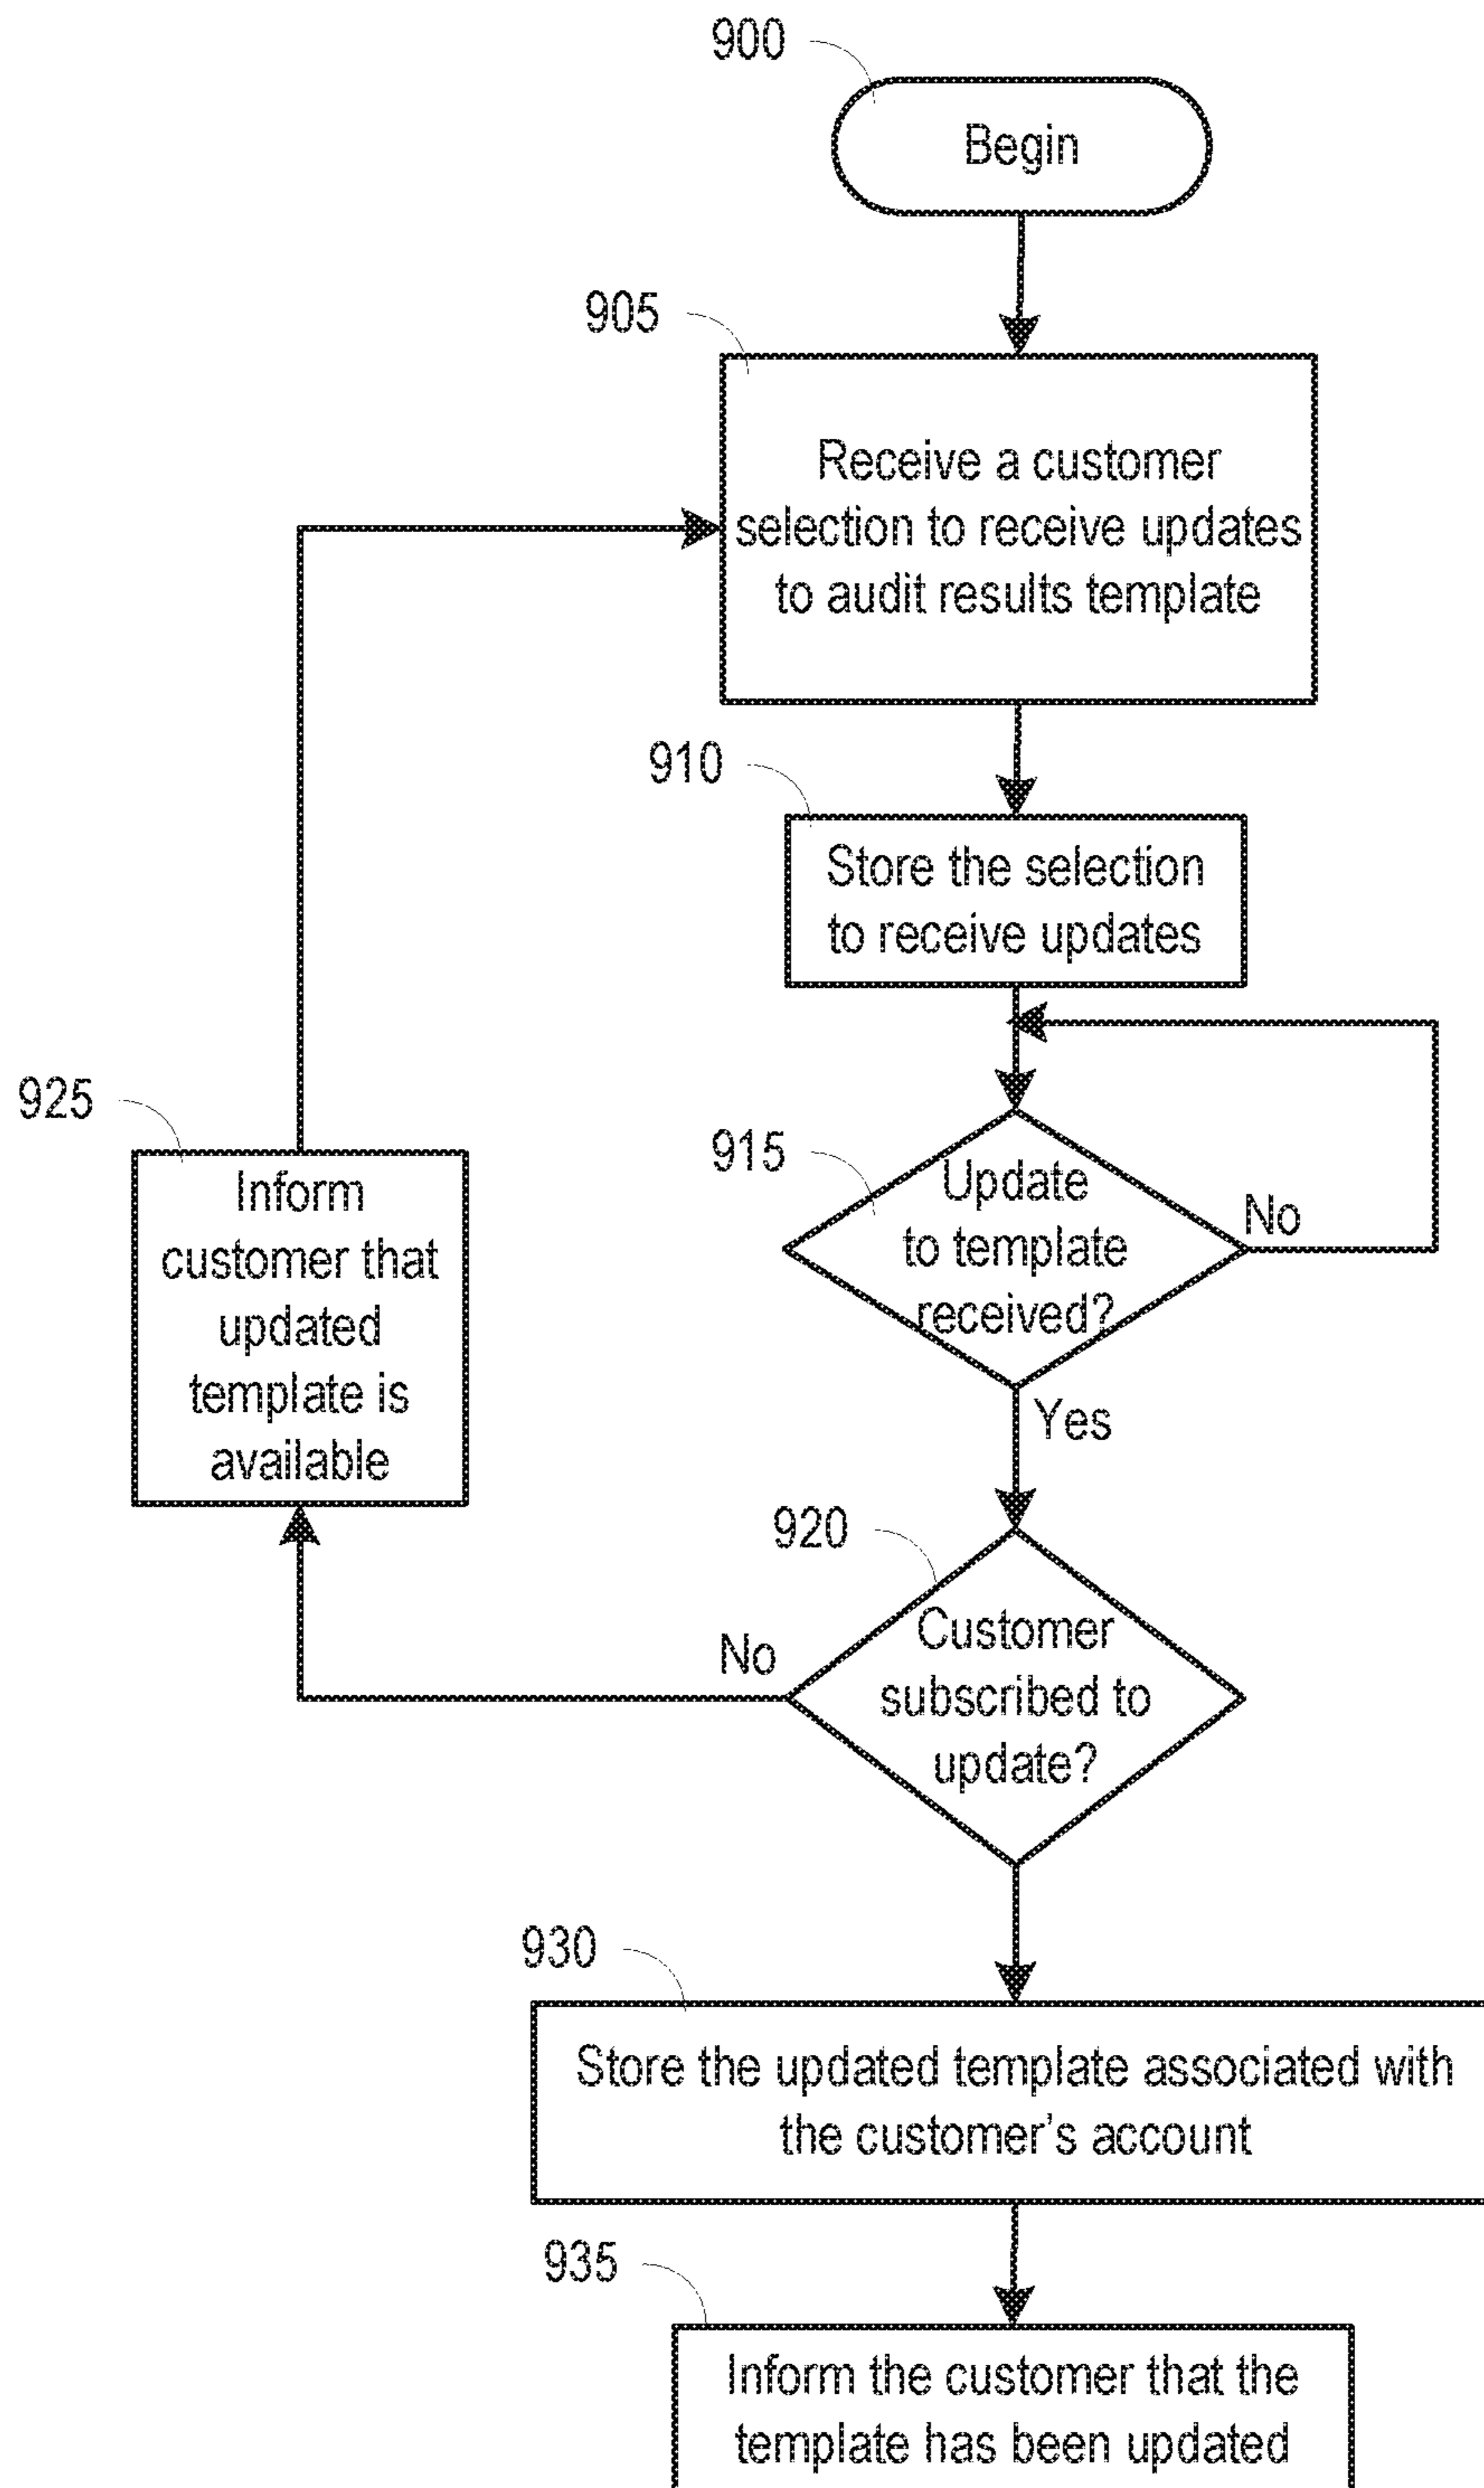 900
Begin
905
Receive a customer
selection to receive updates
to audit results template
910
Store the selection
to receive updates
925
Inform
customer that
updated
template is
available
915
Update
to template
received?
No
Yes
920
Customer
subscribed to
update?
No
930
Store the updated template associated with
the customer's account
935
Inform the customer that the
template has been updated